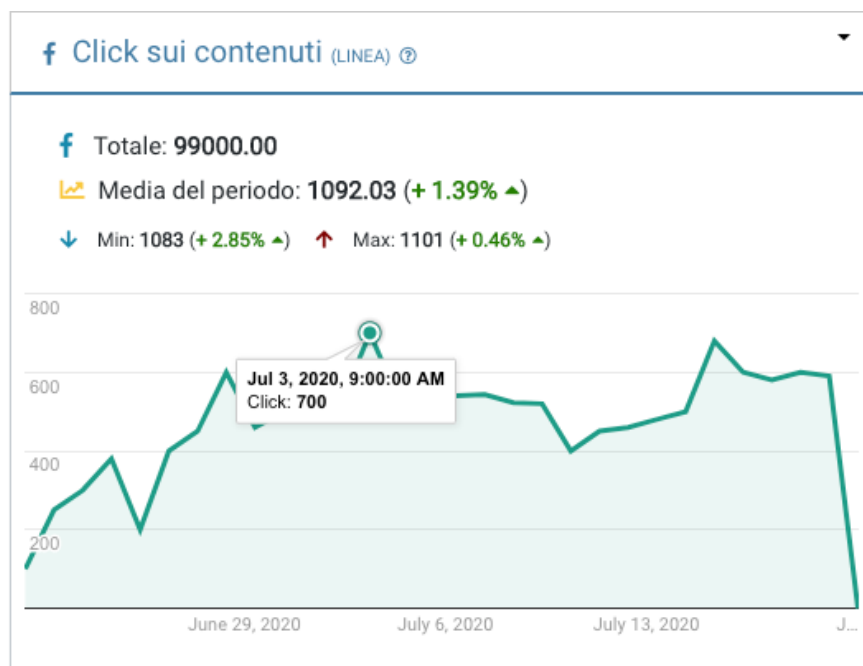 Click sui contenuti (LINEA)
Totale: 99000.00
Media del periodo: 1092.03 (+ 1.39% ▲)
Min: 1083 (+ 2.85% ▲) Max: 1101 (+ 0.46% ▲)
800
600
Jul 3, 2020, 9:00:00 AM
Click: 700
400
200
June 29, 2020 July 6, 2020 July 13, 2020 J...